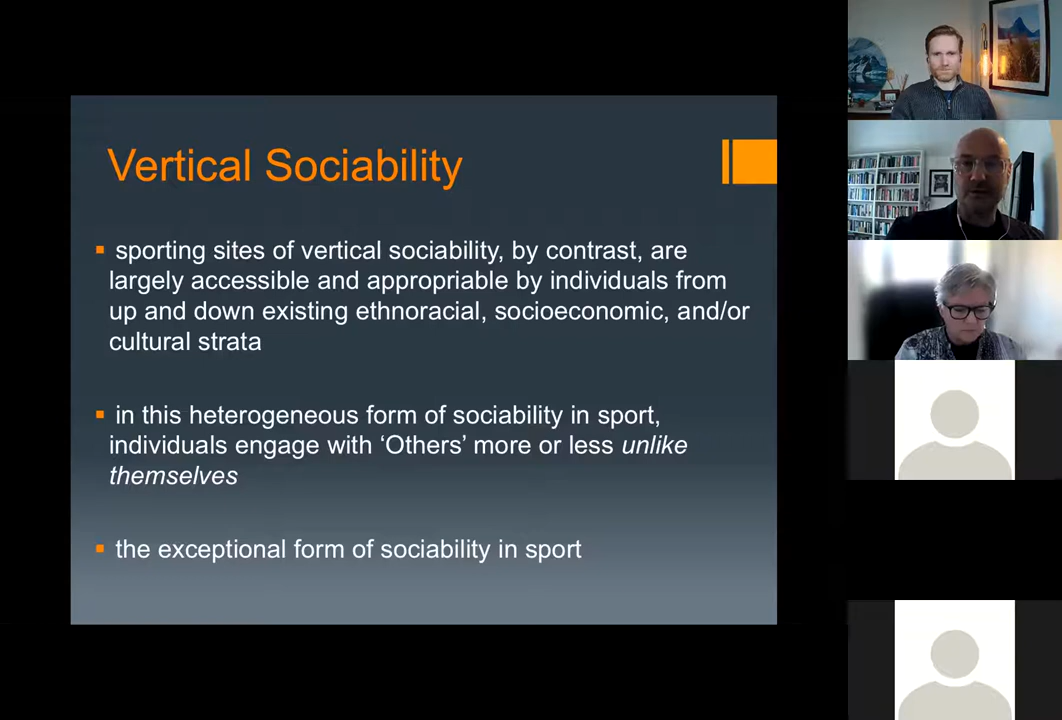 Vertical Sociability
sporting sites of vertical sociability, by contrast, are
largely accessible and appropriable by individuals from
up and down existing ethnoracial, socioeconomic, and/or
cultural strata
in this heterogeneous form of sociability in sport,
individuals engage with ‘Others’ more or less unlike
themselves
the exceptional form of sociability in sport